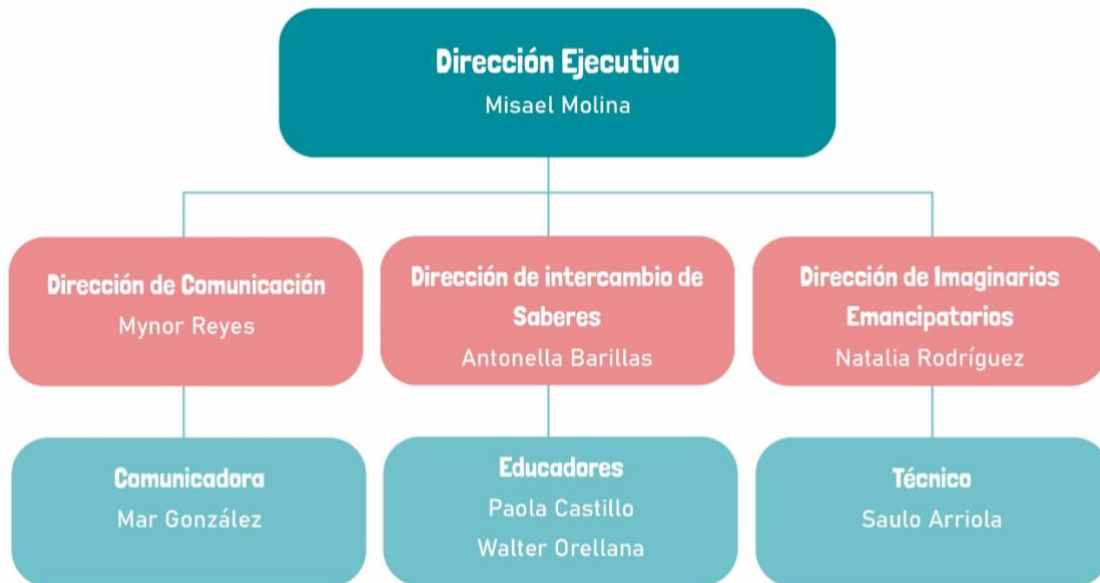 Dirección Ejecutiva
Misael Molina
Dirección de Comunicación
Mynor Reyes
Dirección de intercambio de
Saberes
Antonella Barillas
Dirección de Imaginarios
Emancipatorios
Natalia Rodríguez
Comunicadora
Mar González
Educadores
Paola Castillo
Walter Orellana
Técnico
Saulo Arriola